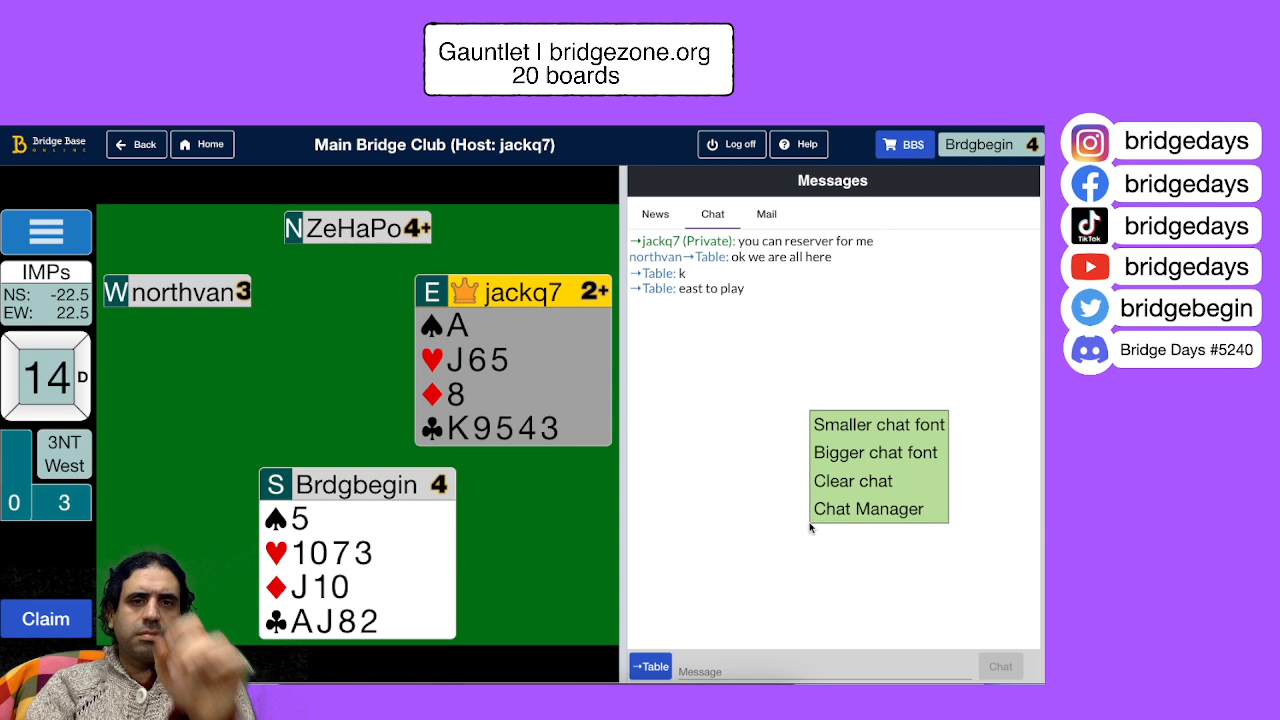 Gauntlet I bridgezone.org
20 boards
Bridge Base
ONLINE
Back
Home
Main Bridge Club (Host: jackq7)
Log off
Help
BB$
Brdgbegin 4
bridgedays
bridgedays
TikTok
bridgedays
bridgedays
bridgebegin
Bridge Days #5240
IMPs
NS: -22.5
EW: 22.5
14 D
3NT
West
0
3
Claim
N ZeHaPo 4+
W northvan 3
E jackq7 2+
♠A
♥J65
♦8
♣K9543
S Brdgbegin 4
♠5
♥1073
♦J10
♣AJ82
Messages
News
Chat
Mail
→jackq7 (Private): you can reserver for me
northvan→Table: ok we are all here
→Table: k
→Table: east to play
Smaller chat font
Bigger chat font
Clear chat
Chat Manager
→Table
Message
Chat